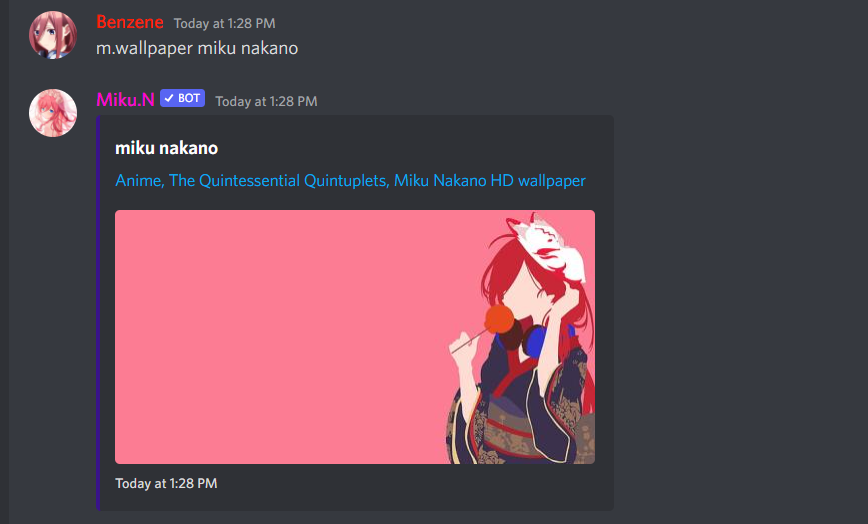 Benzene Today at 1:28 PM
m.wallpaper miku nakano
Miku.N BOT Today at 1:28 PM
miku nakano
Anime, The Quintessential Quintuplets, Miku Nakano HD wallpaper
Today at 1:28 PM